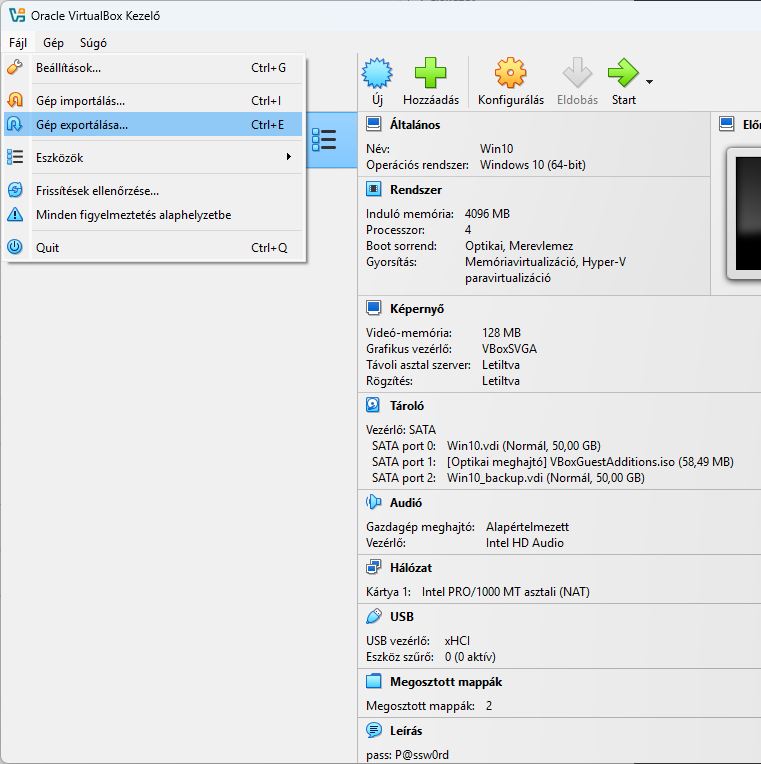 Oracle VirtualBox Kezelő
Fájl Gép Súgó
Beállítások... Ctrl+G
Gép importálás... Ctrl+I
Gép exportálása... Ctrl+E
Eszközök
Frissítések ellenőrzése...
Minden figyelmeztetés alaphelyzetbe
Quit Ctrl+Q
Új Hozzáadás Konfigurálás Eldobás Start
Általános
Név: Win10
Operációs rendszer: Windows 10 (64-bit)
Rendszer
Induló memória: 4096 MB
Processzor: 4
Boot sorrend: Optikai, Merevlemez
Gyorsítás: Memóriavirtualizáció, Hyper-V
paravirtualizáció
Képernyő
Videó-memória: 128 MB
Grafikus vezérlő: VBoxSVGA
Távoli asztal szerver: Letiltva
Rögzítés: Letiltva
Tároló
Vezérlő: SATA
SATA port 0: Win10.vdi (Normál, 50,00 GB)
SATA port 1: [Optikai meghajtó] VBoxGuestAdditions.iso (58,49 MB)
SATA port 2: Win10_backup.vdi (Normál, 50,00 GB)
Audió
Gazdagép meghajtó: Alapértelmezett
Vezérlő: Intel HD Audio
Hálózat
Kártya 1: Intel PRO/1000 MT asztali (NAT)
USB
USB vezérlő: xHCI
Eszköz szűrő: 0 (0 aktív)
Megosztott mappák
Megosztott mappák: 2
Leírás
pass: P@ssw0rd